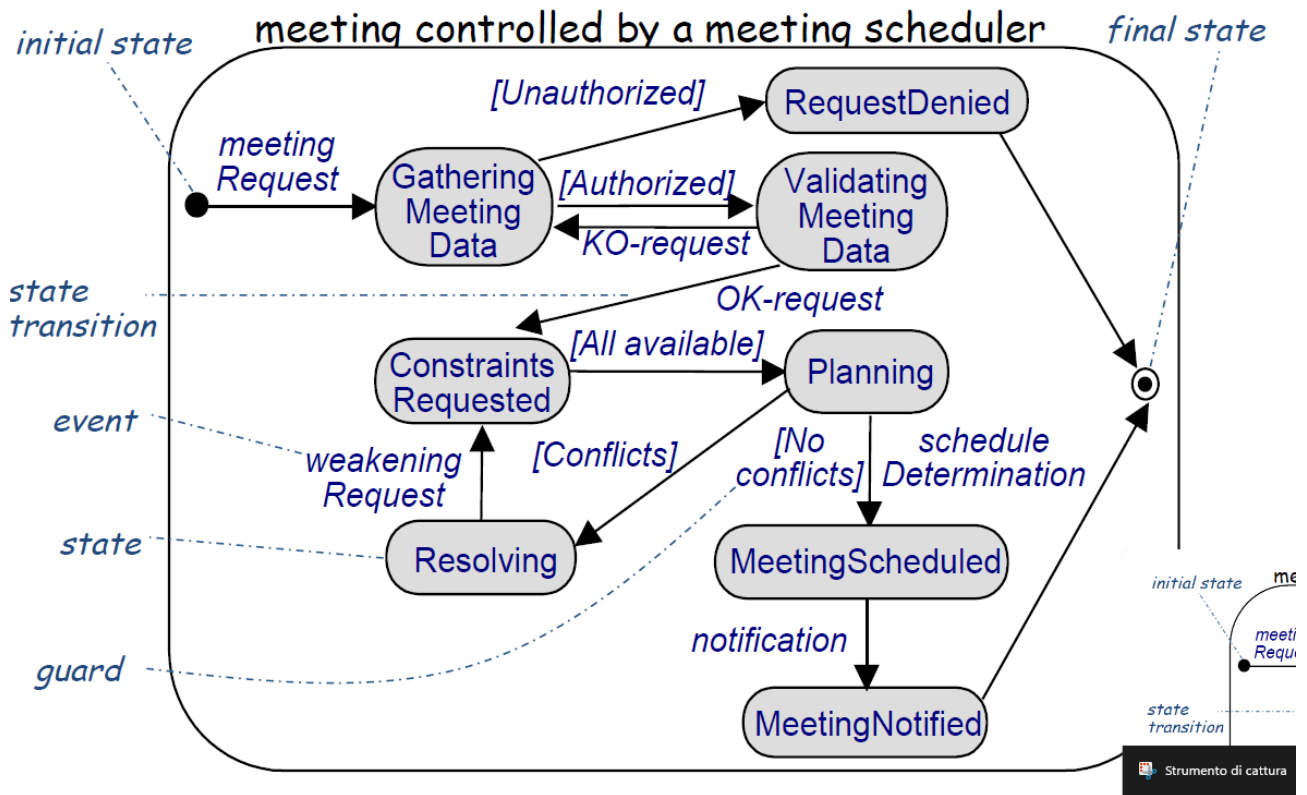 meeting controlled by a meeting scheduler
initial state
final state
[Unauthorized]
RequestDenied
meeting
Request
Gathering
Meeting
Data
[Authorized]
Validating
Meeting
Data
KO-request
state
transition
OK-request
[All available]
Constraints
Requested
Planning
event
weakening
Request
[Conflicts]
[No
conflicts]
schedule
Determination
state
Resolving
MeetingScheduled
notification
guard
MeetingNotified
initial state
me
meeti
Reque
state
transition
Strumento di cattura